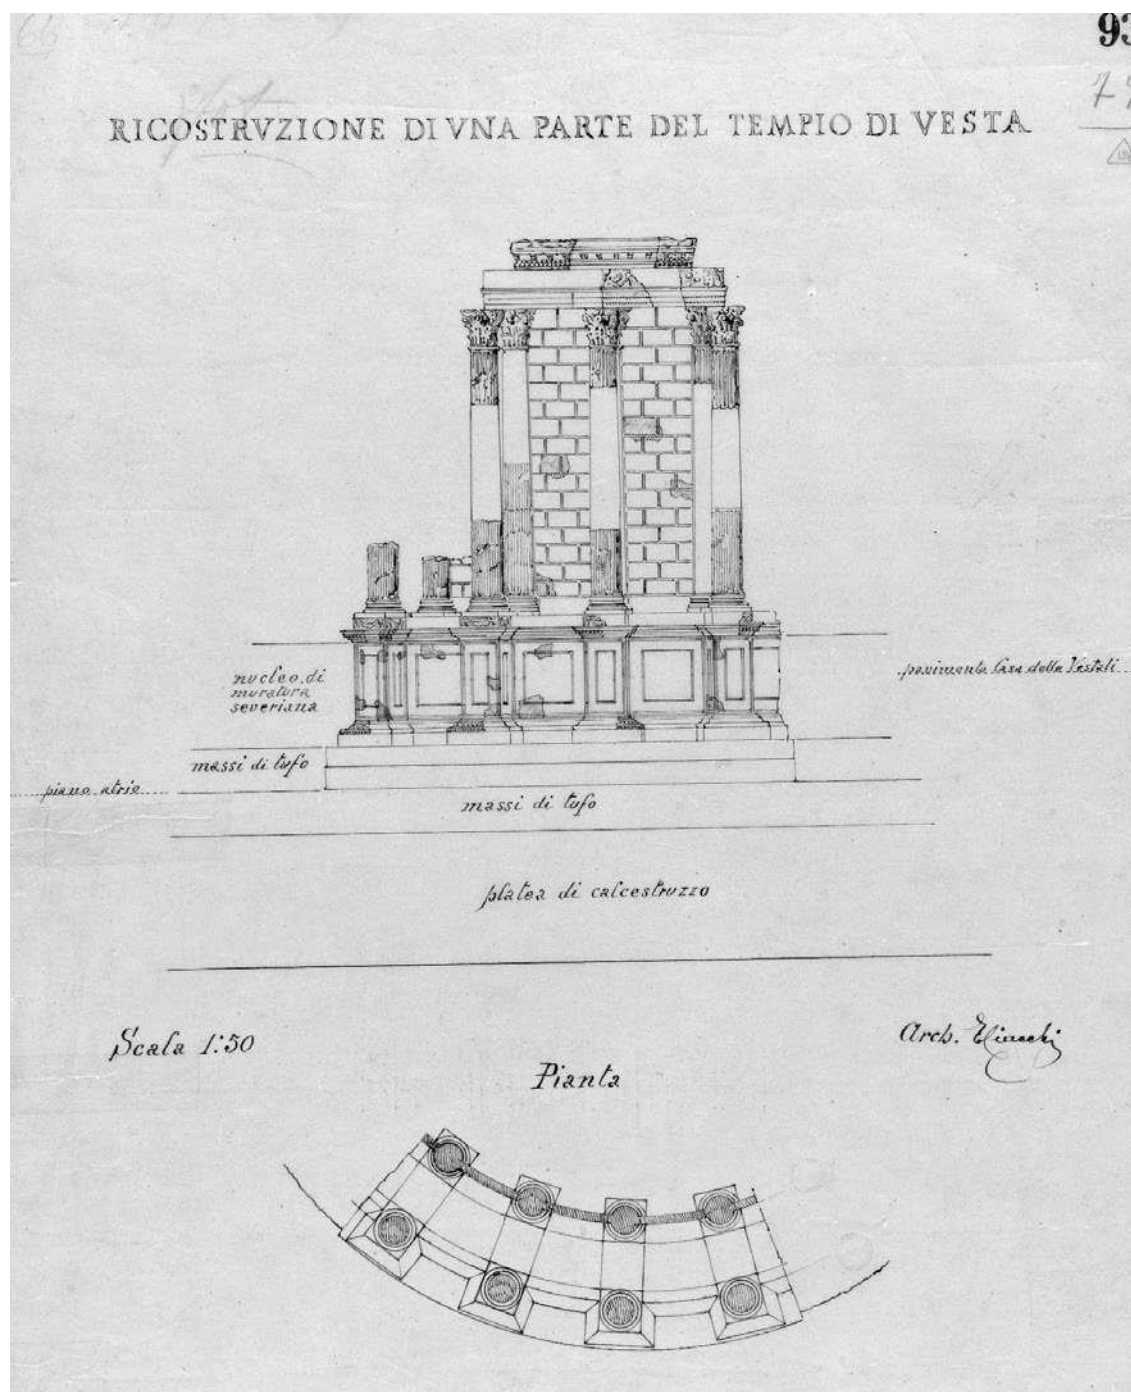 93
RICOSTRVZIONE DI VNA PARTE DEL TEMPIO DI VESTA
nucleo di
muratura
severiana
pavimento Casa delle Vestali
massi di tufo
piano atrio
massi di tufo
platea di calcestruzzo
Scala 1:50
Arch.
Pianta